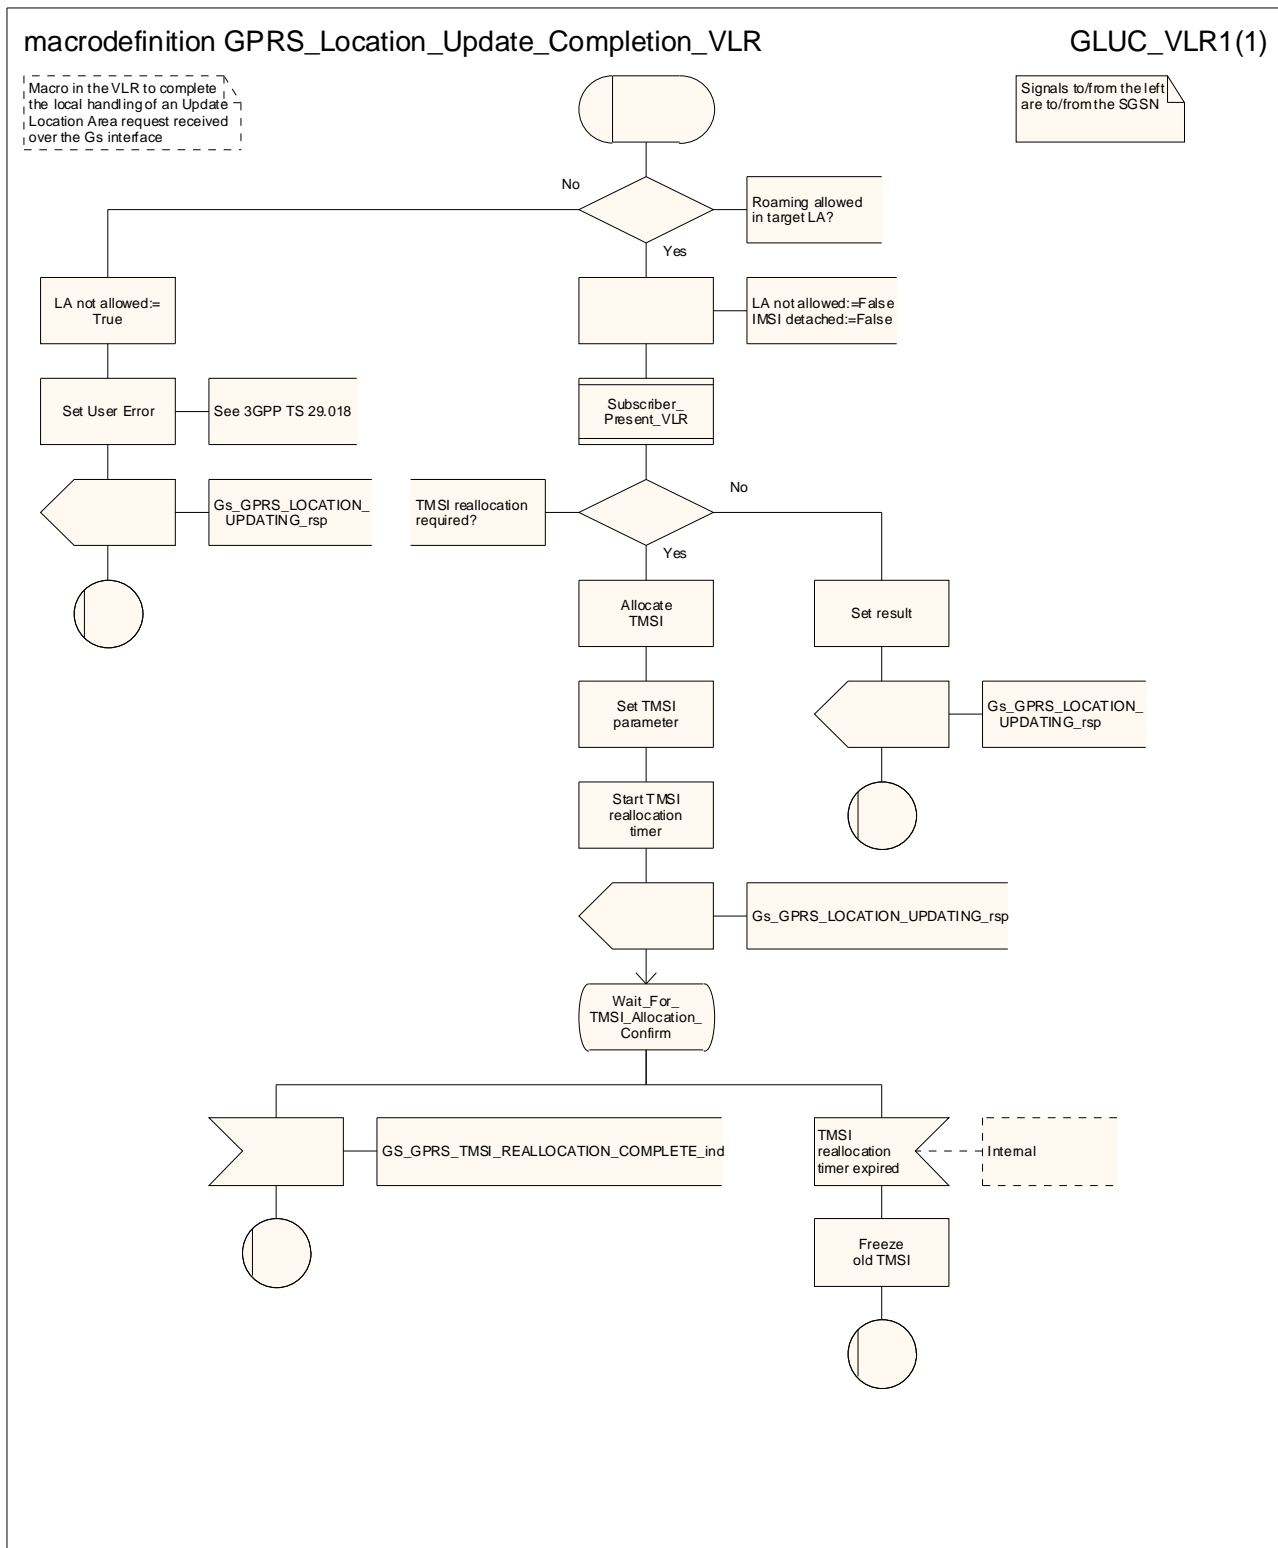 macrodefinition GPRS_Location_Update_Completion_VLR
GLUC_VLR1(1)
Macro in the VLR to complete
the local handling of an Update
Location Area request received
over the Gs interface
Signals to/from the left
are to/from the SGSN
No
Roaming allowed
in target LA?
Yes
LA not allowed:=
True
LA not allowed:=False
IMSI detached:=False
Set User Error
See 3GPP TS 29.018
Subscriber_
Present_VLR
Gs_GPRS_LOCATION_
UPDATING_rsp
TMSI reallocation
required?
No
Yes
Allocate
TMSI
Set result
Set TMSI
parameter
Gs_GPRS_LOCATION_
UPDATING_rsp
Start TMSI
reallocation
timer
Gs_GPRS_LOCATION_UPDATING_rsp
Wait_For_
TMSI_Allocation_
Confirm
GS_GPRS_TMSI_REALLOCATION_COMPLETE_ind
TMSI
reallocation
timer expired
Internal
Freeze
old TMSI